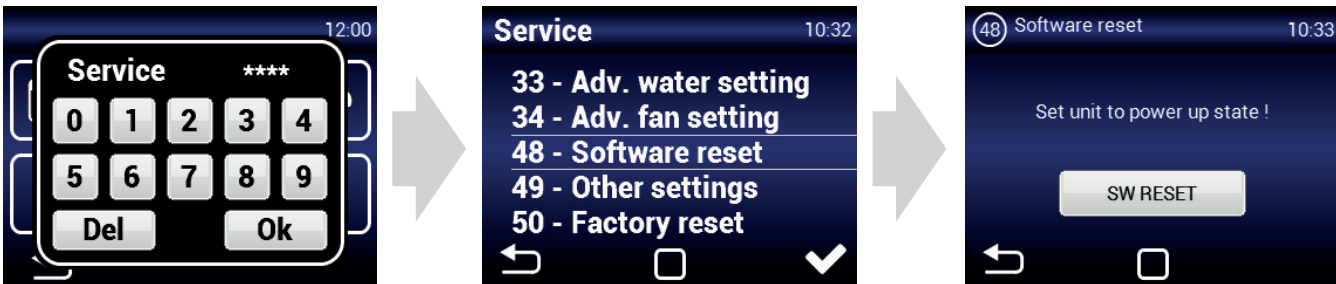 12:00
Service ****
0 1 2 3 4
5 6 7 8 9
Del Ok
Service 10:32
33 - Adv. water setting
34 - Adv. fan setting
48 - Software reset
49 - Other settings
50 - Factory reset
48 Software reset 10:33
Set unit to power up state !
SW RESET